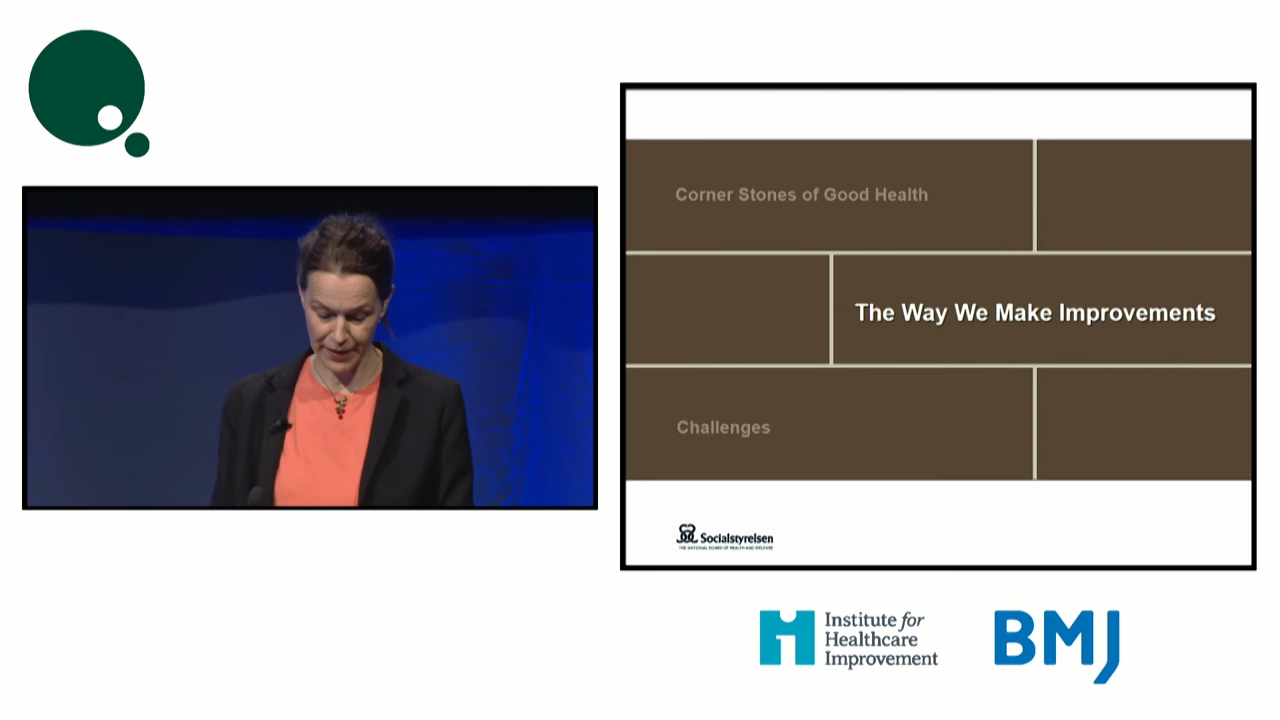 Corner Stones of Good Health
The Way We Make Improvements
Challenges
Socialstyrelsen
THE NATIONAL BOARD OF HEALTH AND WELFARE
Institute for
Healthcare
Improvement
BMJ